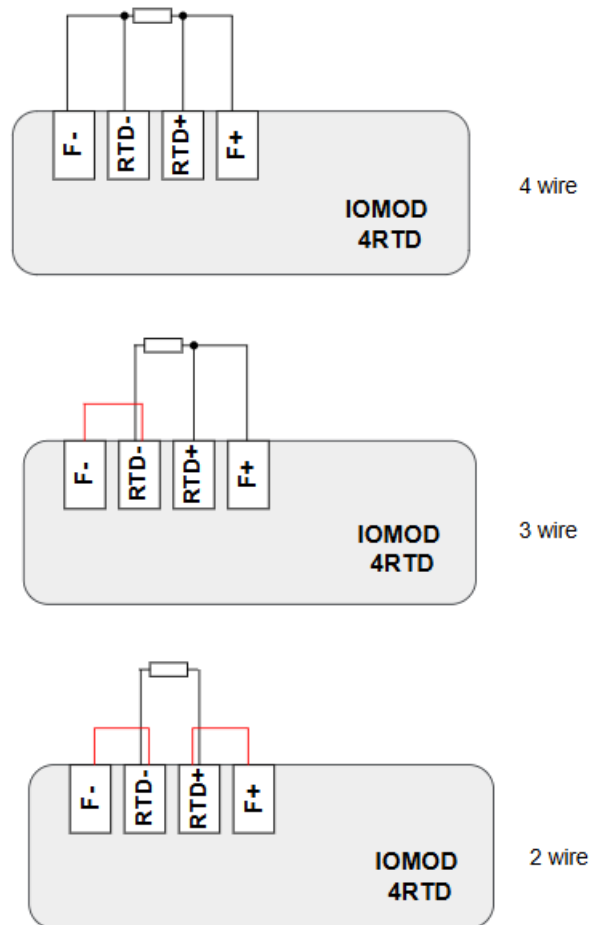 F -
RTD-
RTD+
F+
IOMOD
4RTD
4 wire
F -
RTD-
RTD+
F+
IOMOD
4RTD
3 wire
F -
RTD-
RTD+
F+
IOMOD
4RTD
2 wire